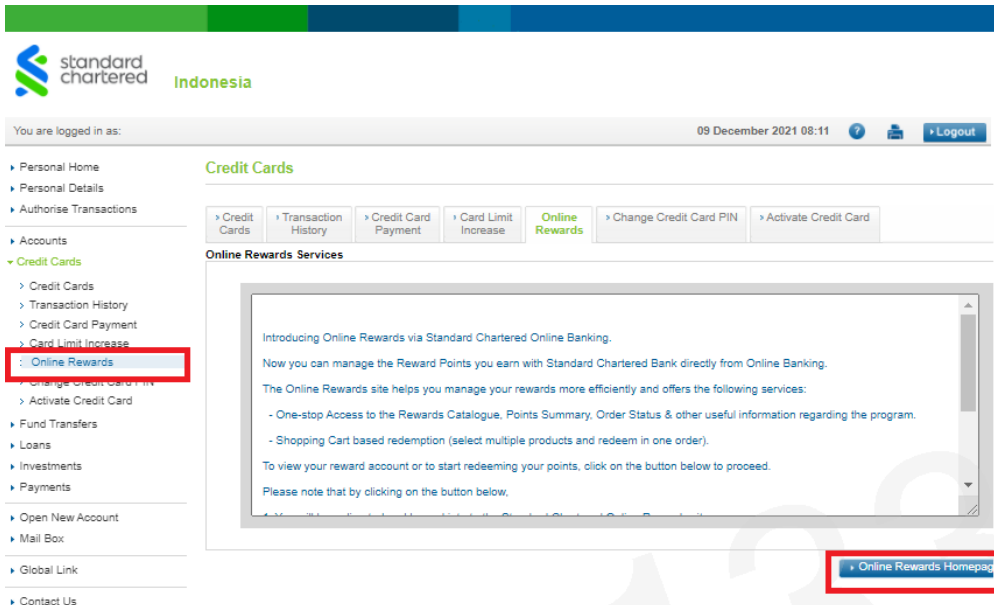 standard
chartered
Indonesia
You are logged in as:
09 December 2021 08:11
?
Logout
Personal Home
Personal Details
Authorise Transactions
Accounts
Credit Cards
Credit Cards
Transaction History
Credit Card Payment
Card Limit Increase
Online Rewards
Change Credit Card PIN
Activate Credit Card
Fund Transfers
Loans
Investments
Payments
Open New Account
Mail Box
Global Link
Contact Us
Credit Cards
Credit Cards
Transaction History
Credit Card Payment
Card Limit Increase
Online Rewards
Change Credit Card PIN
Activate Credit Card
Online Rewards Services
Introducing Online Rewards via Standard Chartered Online Banking.
Now you can manage the Reward Points you earn with Standard Chartered Bank directly from Online Banking.
The Online Rewards site helps you manage your rewards more efficiently and offers the following services:
- One-stop Access to the Rewards Catalogue, Points Summary, Order Status & other useful information regarding the program.
- Shopping Cart based redemption (select multiple products and redeem in one order).
To view your reward account or to start redeeming your points, click on the button below to proceed.
Please note that by clicking on the button below,
Online Rewards Homepag